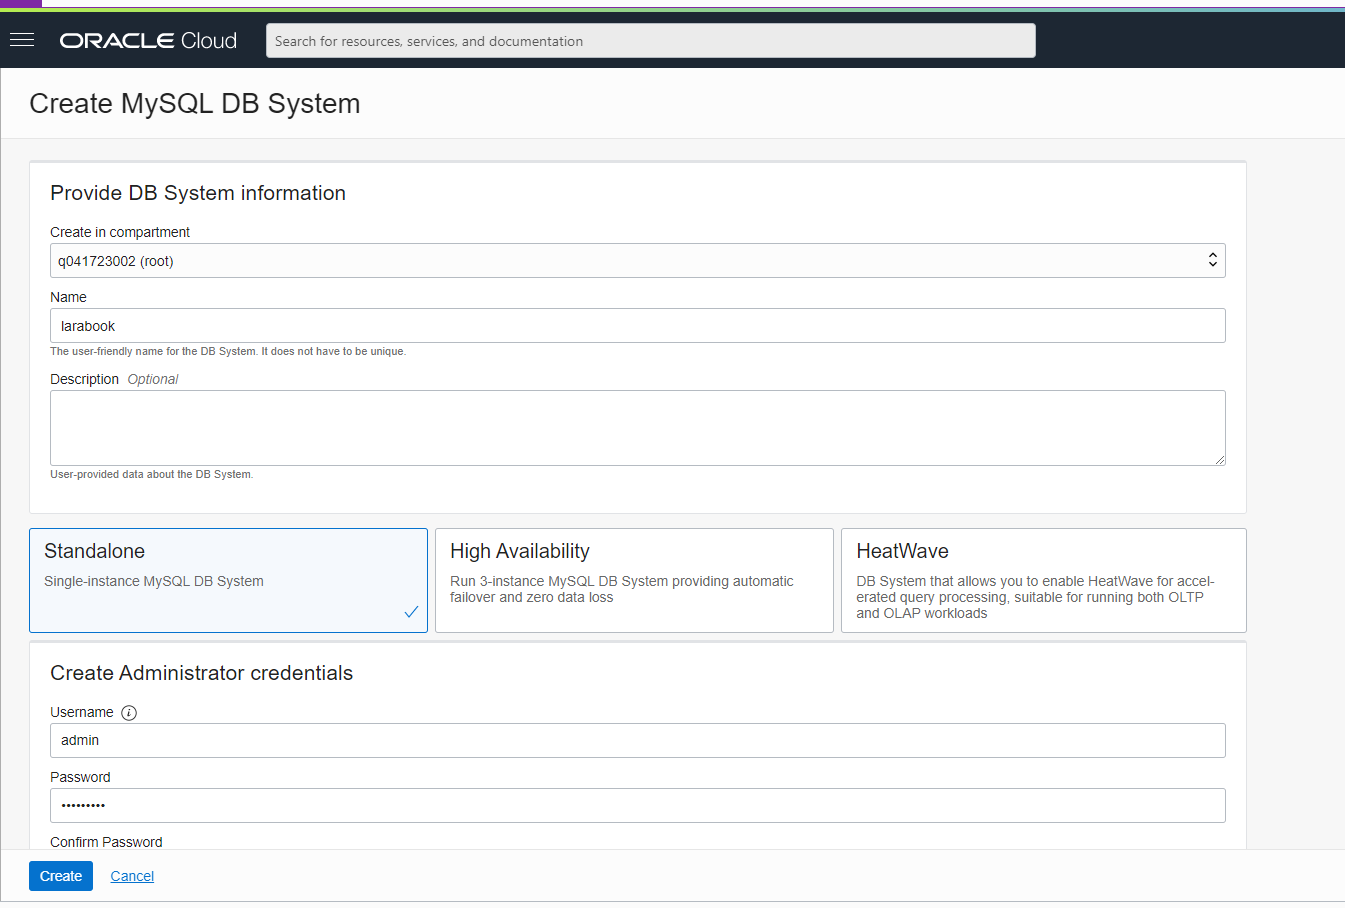 ORACLE Cloud
Search for resources, services, and documentation
Create MySQL DB System
Provide DB System information
Create in compartment
q041723002 (root)
Name
larabook
The user-friendly name for the DB System. It does not have to be unique.
Description Optional
User-provided data about the DB System.
Standalone
Single-instance MySQL DB System
High Availability
Run 3-instance MySQL DB System providing automatic
failover and zero data loss
HeatWave
DB System that allows you to enable HeatWave for accel-
erated query processing, suitable for running both OLTP
and OLAP workloads
Create Administrator credentials
Username i
admin
Password
•••••••••
Confirm Password
Create Cancel